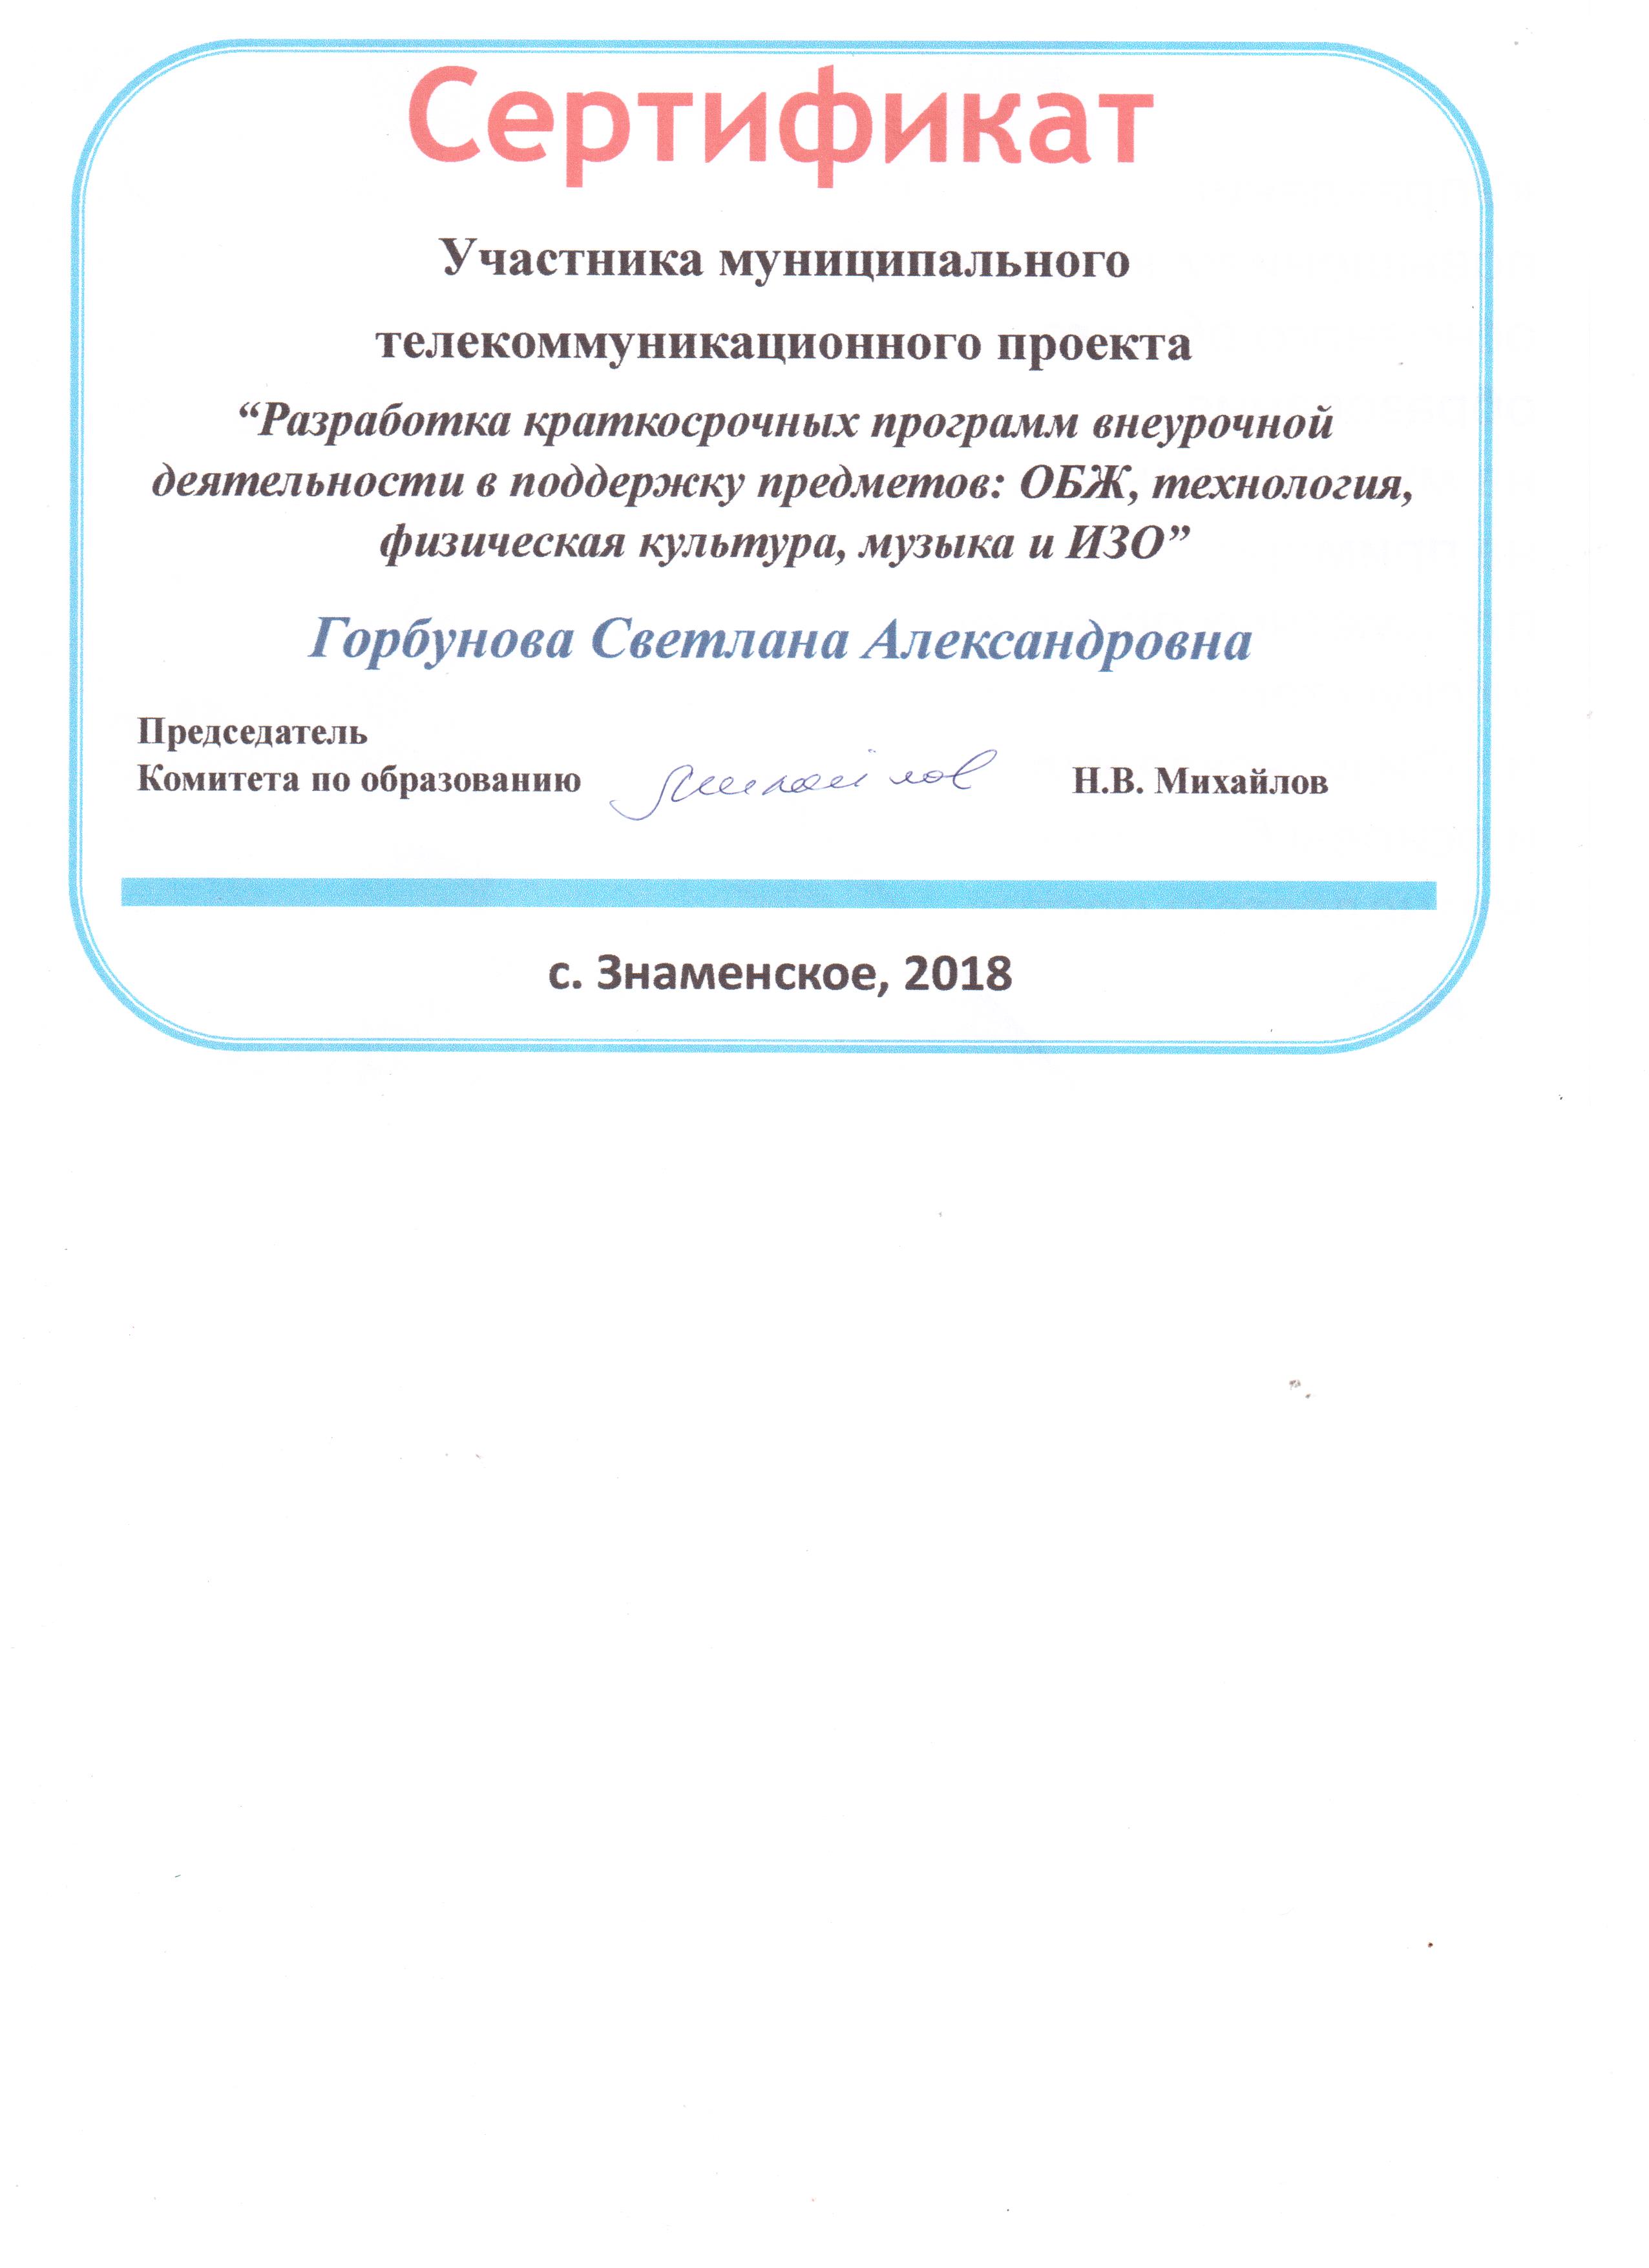 Сертификат
Участника муниципального
телекоммуникационного проекта
“Разработка краткосрочных программ внеурочной
деятельности в поддержку предметов: ОБЖ, технология,
физическая культура, музыка и ИЗО”
Горбунова Светлана Александровна
Председатель
Комитета по образованию Михайлов Н.В. Михайлов
с. Знаменское, 2018